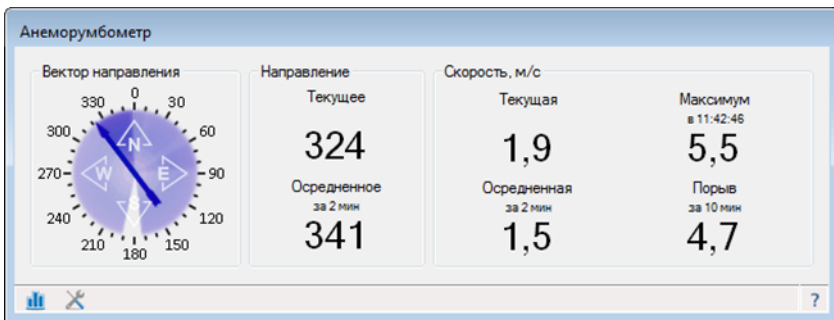 Анеморумбометр
Вектор направления
0
330 30
300 60
N
270 W E 90
S
240 120
210 150
180
Направление
Текущее
324
Осредненное
за 2 мин
341
Скорость, м/с
Текущая
1,9
Осредненная
за 2 мин
1,5
Максимум
в 11:42:46
5,5
Порыв
за 10 мин
4,7
?